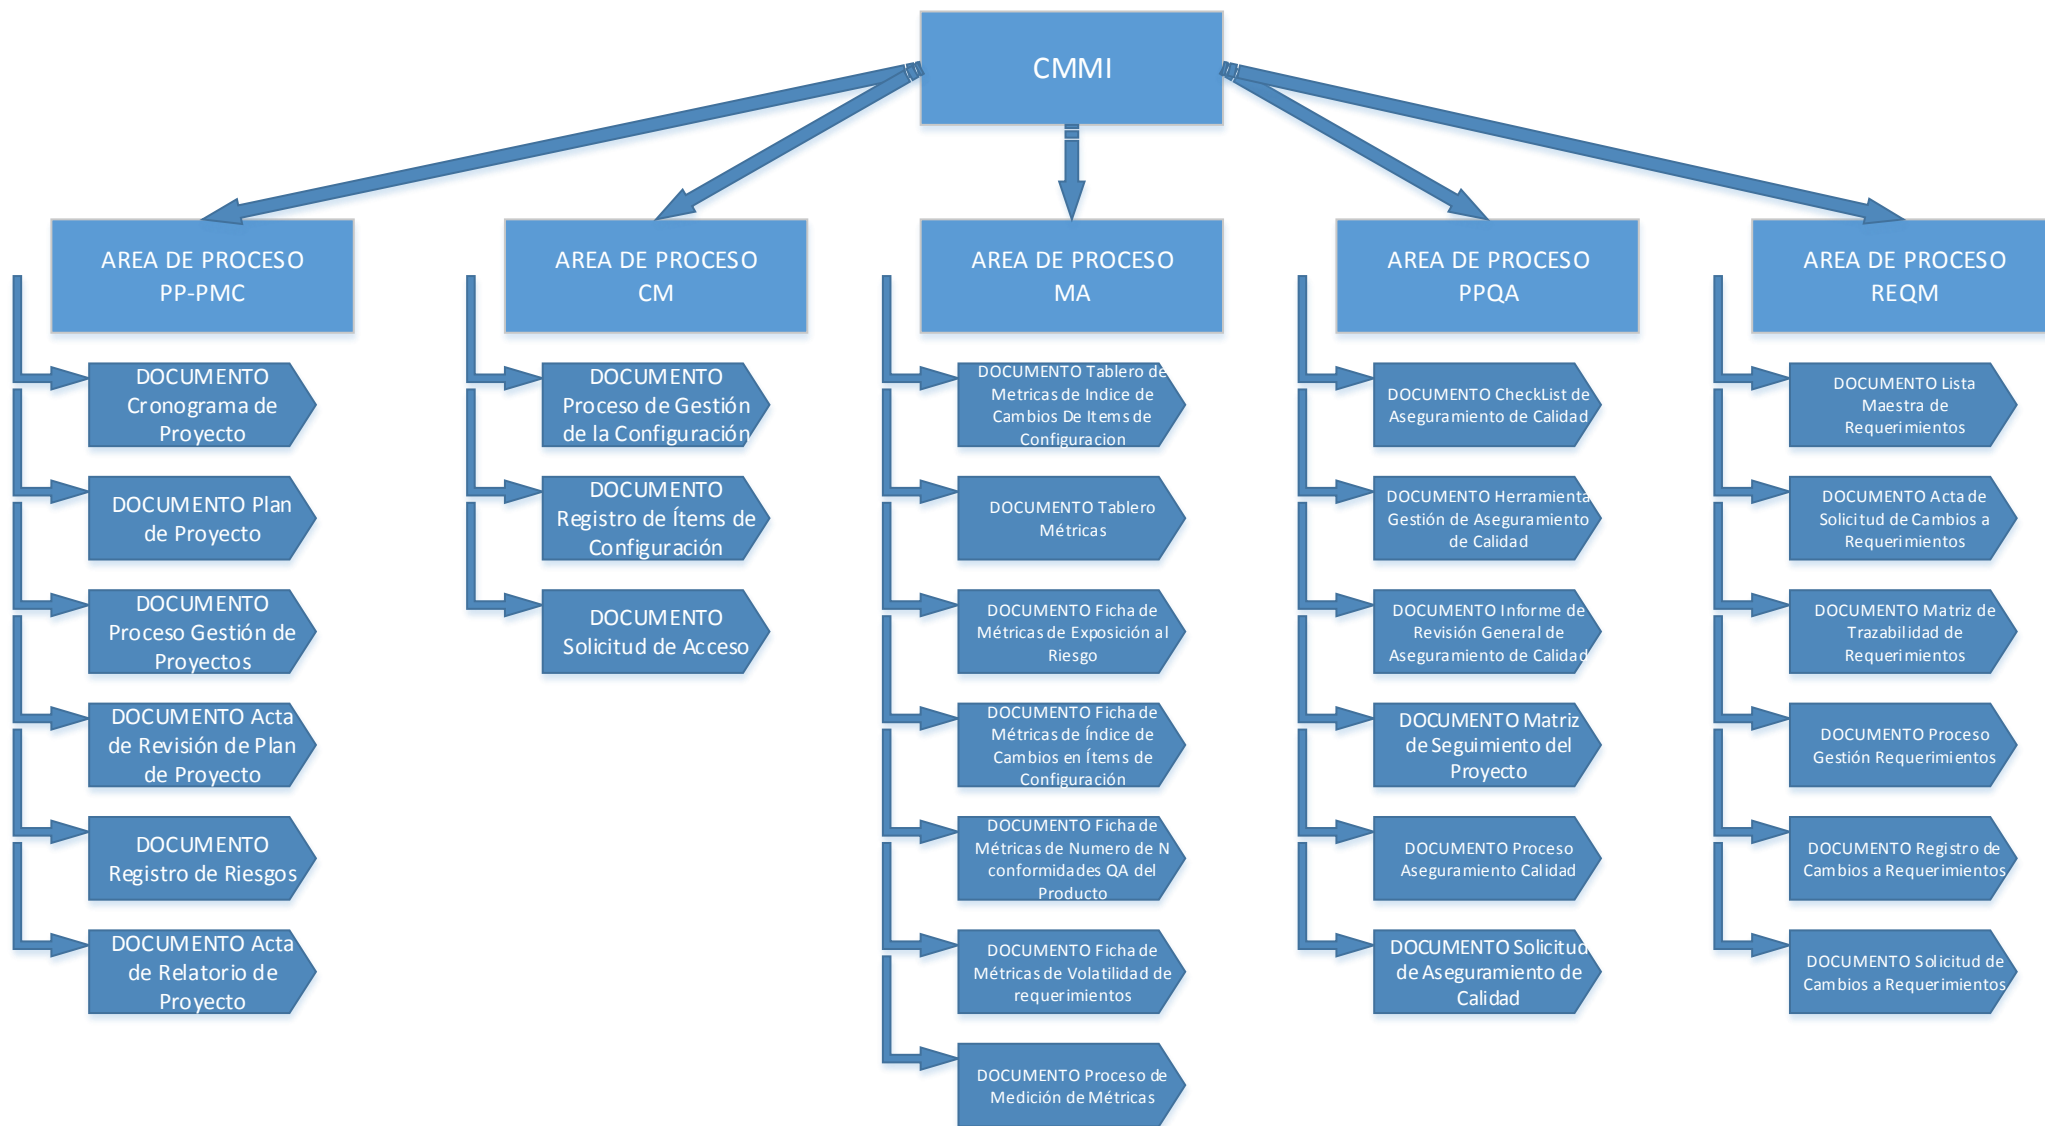 CMMI
AREA DE PROCESO
PP-PMC
DOCUMENTO
Cronograma de
Proyecto
DOCUMENTO Plan
de Proyecto
DOCUMENTO
Proceso Gestión de
Proyectos
DOCUMENTO Acta
de Revisión de Plan
de Proyecto
DOCUMENTO
Registro de Riesgos
DOCUMENTO Acta
de Relatorio de
Proyecto
AREA DE PROCESO
CM
DOCUMENTO
Proceso de Gestión
de la Configuración
DOCUMENTO
Registro de Ítems de
Configuración
DOCUMENTO
Solicitud de Acceso
AREA DE PROCESO
MA
DOCUMENTO Tablero de
Metricas de Indice de
Cambios De Items de
Configuracion
DOCUMENTO Tablero
Métricas
DOCUMENTO Ficha de
Métricas de Exposición al
Riesgo
DOCUMENTO Ficha de
Métricas de Índice de
Cambios en Ítems de
Configuración
DOCUMENTO Ficha de
Métricas de Numero de N
conformidades QA del
Producto
DOCUMENTO Ficha de
Métricas de Volatilidad de
requerimientos
DOCUMENTO Proceso de
Medición de Métricas
AREA DE PROCESO
PPQA
DOCUMENTO CheckList de
Aseguramiento de Calidad
DOCUMENTO Herramienta
Gestión de Aseguramiento
de Calidad
DOCUMENTO Informe de
Revisión General de
Aseguramiento de Calidad
DOCUMENTO Matriz
de Seguimiento del
Proyecto
DOCUMENTO Proceso
Aseguramiento Calidad
DOCUMENTO Solicitud
de Aseguramiento de
Calidad
AREA DE PROCESO
REQM
DOCUMENTO Lista
Maestra de
Requerimientos
DOCUMENTO Acta de
Solicitud de Cambios a
Requerimientos
DOCUMENTO Matriz de
Trazabilidad de
Requerimientos
DOCUMENTO Proceso
Gestión Requerimientos
DOCUMENTO Registro de
Cambios a Requerimientos
DOCUMENTO Solicitud de
Cambios a Requerimientos